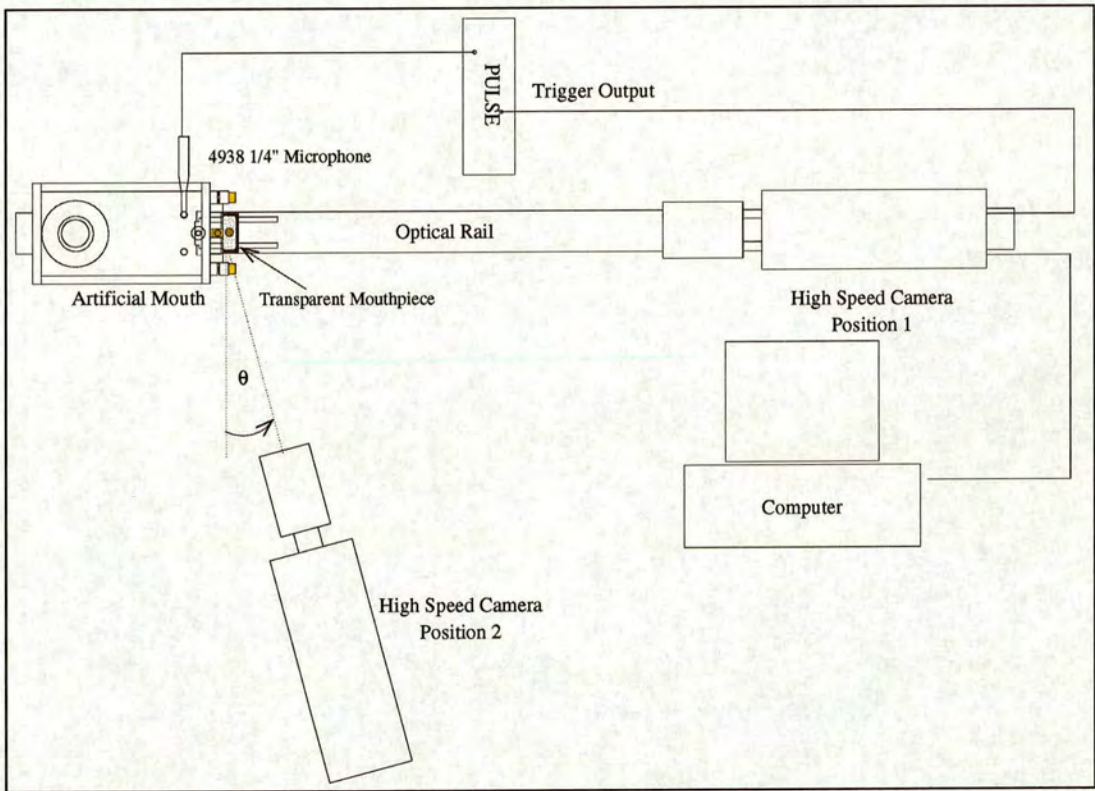 PULSE
Trigger Output
4938 1/4" Microphone
Optical Rail
Artificial Mouth
Transparent Mouthpiece
High Speed Camera
Position 1
θ
Computer
High Speed Camera
Position 2